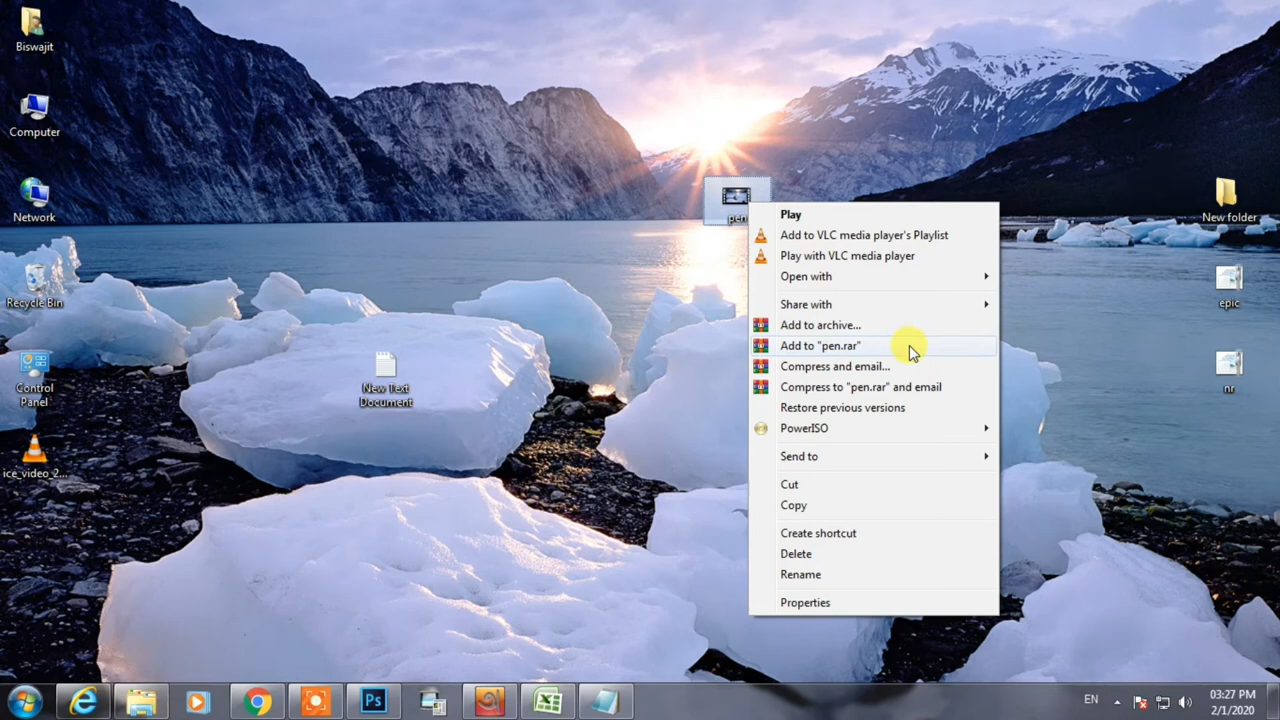 Biswajit
Computer
Network
Recycle Bin
Control
Panel
ice_video_2...
New Text
Document
pen
Play
Add to VLC media player's Playlist
Play with VLC media player
Open with
Share with
Add to archive...
Add to "pen.rar"
Compress and email...
Compress to "pen.rar" and email
Restore previous versions
PowerISO
Send to
Cut
Copy
Create shortcut
Delete
Rename
Properties
New folder
epic
nr
Ps
EN
03:27 PM
2/1/2020